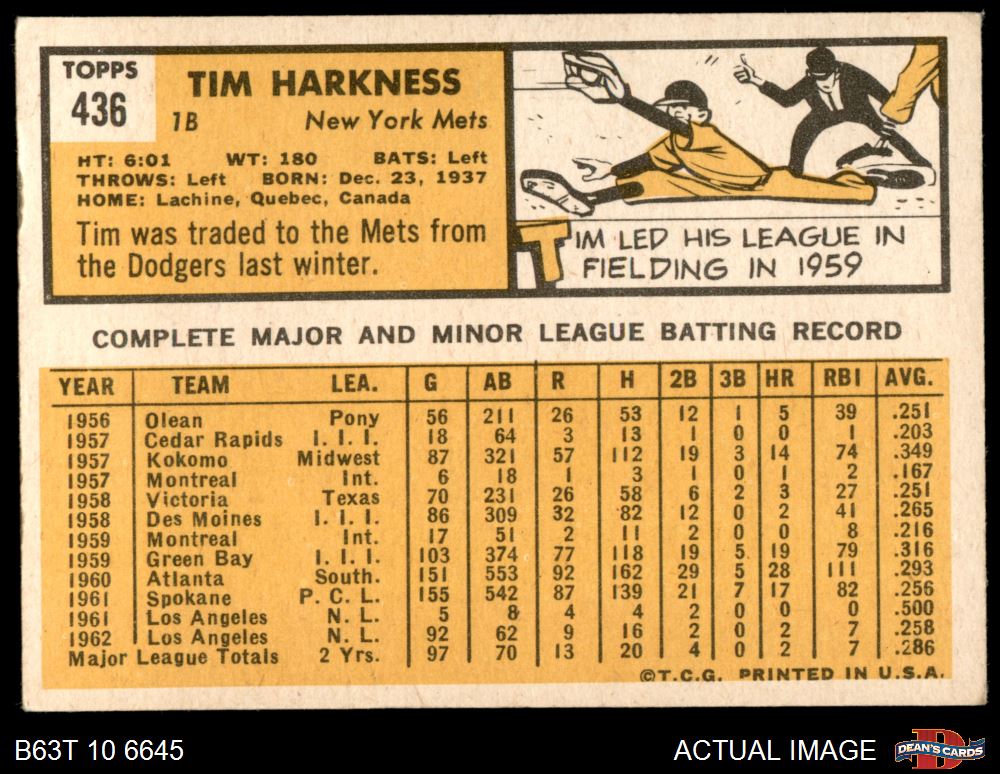 TOPPS
436
TIM HARKNESS
1B New York Mets
HT: 6:01 WT: 180 BATS: Left
THROWS: Left BORN: Dec. 23, 1937
HOME: Lachine, Quebec, Canada
Tim was traded to the Mets from
the Dodgers last winter.
TIM LED HIS LEAGUE IN
FIELDING IN 1959
COMPLETE MAJOR AND MINOR LEAGUE BATTING RECORD
YEAR TEAM LEA. G AB R H 2B 3B HR RBI AVG.
1956 Olean Pony 56 211 26 53 12 1 5 39 .251
1957 Cedar Rapids I. I. I. 18 64 3 13 1 0 0 1 .203
1957 Kokomo Midwest 87 321 57 112 19 3 14 74 .349
1957 Montreal Int. 6 18 1 3 1 0 1 2 .167
1958 Victoria Texas 70 231 26 58 6 2 3 27 .251
1958 Des Moines I. I. I. 86 309 32 82 12 0 2 41 .265
1959 Montreal Int. 17 51 2 11 2 0 0 8 .216
1959 Green Bay I. I. I. 103 374 77 118 19 5 19 79 .316
1960 Atlanta South. 151 553 92 162 29 5 28 111 .293
1961 Spokane P. C. L. 155 542 87 139 21 7 17 82 .256
1961 Los Angeles N. L. 5 8 4 4 2 0 0 0 .500
1962 Los Angeles N. L. 92 62 9 16 2 0 2 7 .258
Major League Totals 2 Yrs. 97 70 13 20 4 0 2 7 .286
©T.C.G. PRINTED IN U.S.A.
B63T 10 6645
ACTUAL IMAGE
D
DEAN'S CARDS